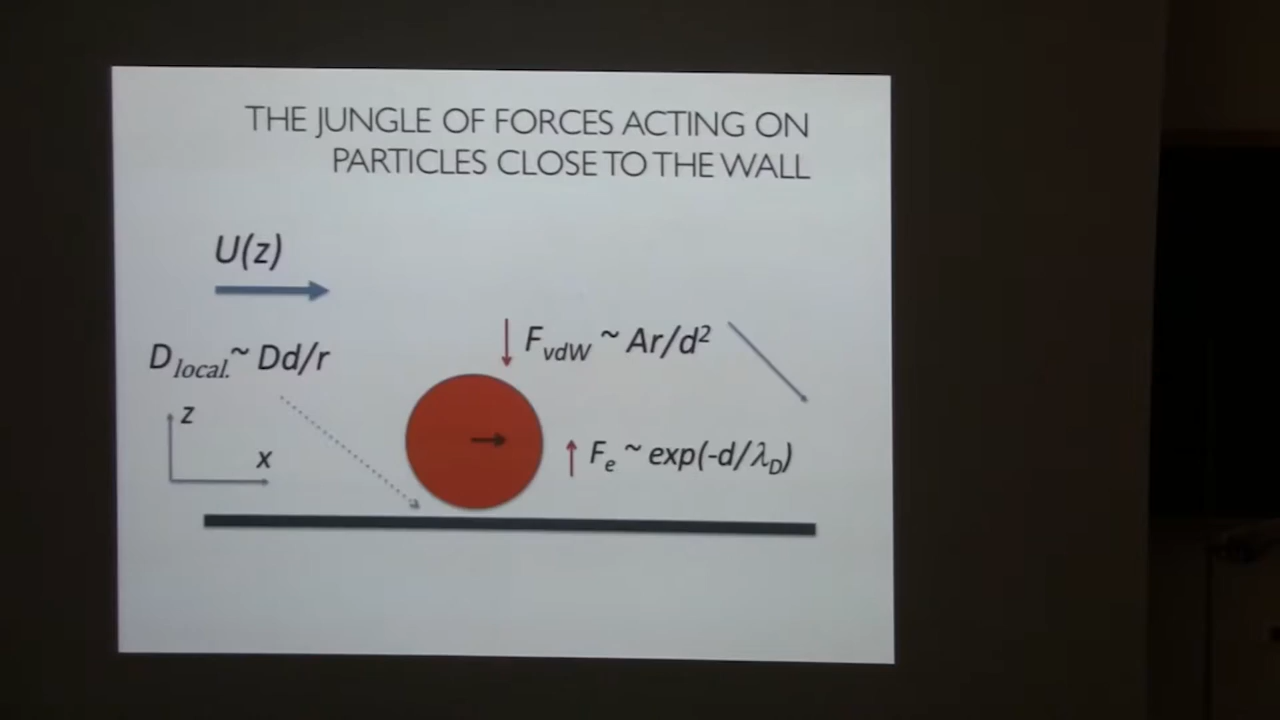 THE JUNGLE OF FORCES ACTING ON
PARTICLES CLOSE TO THE WALL
U(z)
F_vdW ~ Ar/d²
D_local. ~ Dd/r
z
x
F_e ~ exp(-d/λ_D)